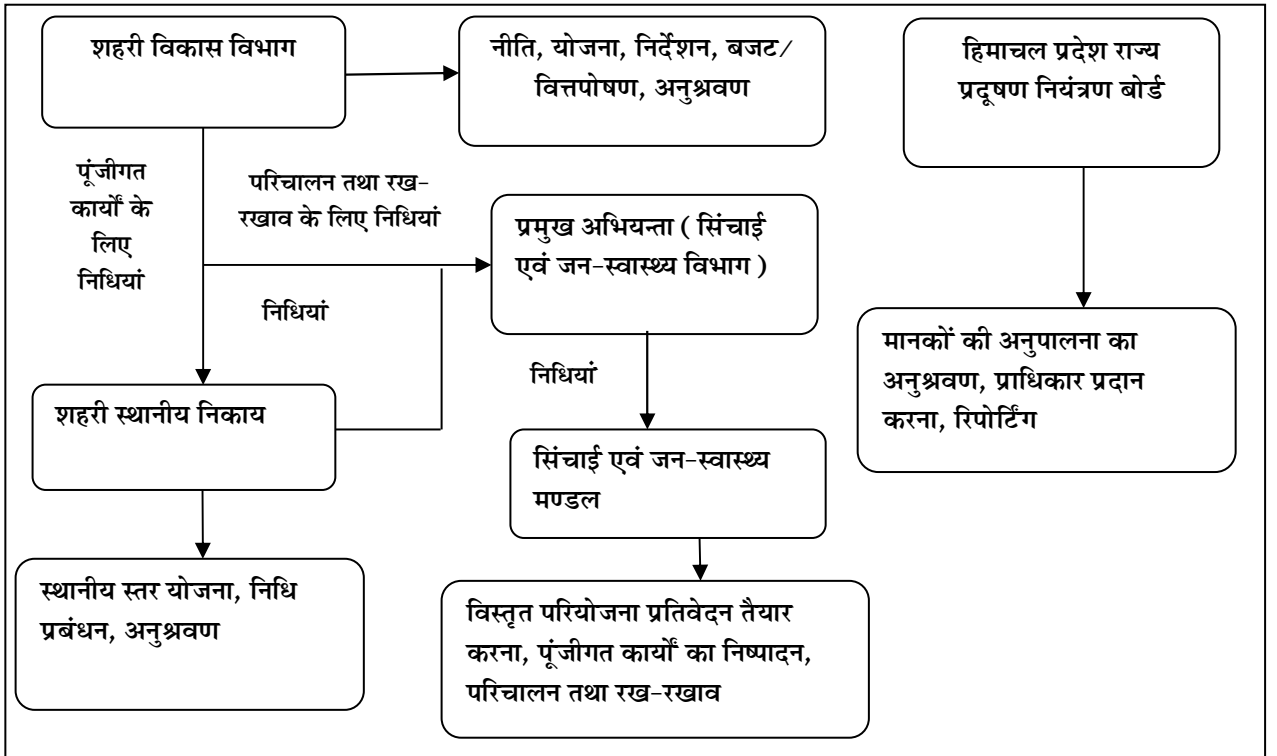 शहरी विकास विभाग
नीति, योजना, निर्देशन, बजट/
वित्तपोषण, अनुश्रवण
हिमाचल प्रदेश राज्य
प्रदूषण नियंत्रण बोर्ड
पूंजीगत
कार्यों के
लिए
निधियां
परिचालन तथा रख-
रखाव के लिए निधियां
प्रमुख अभियन्ता ( सिंचाई
एवं जन-स्वास्थ्य विभाग )
निधियां
मानकों की अनुपालना का
अनुश्रवण, प्राधिकार प्रदान
करना, रिपोर्टिंग
निधियां
शहरी स्थानीय निकाय
सिंचाई एवं जन-स्वास्थ्य
मण्डल
स्थानीय स्तर योजना, निधि
प्रबंधन, अनुश्रवण
विस्तृत परियोजना प्रतिवेदन तैयार
करना, पूंजीगत कार्यों का निष्पादन,
परिचालन तथा रख-रखाव